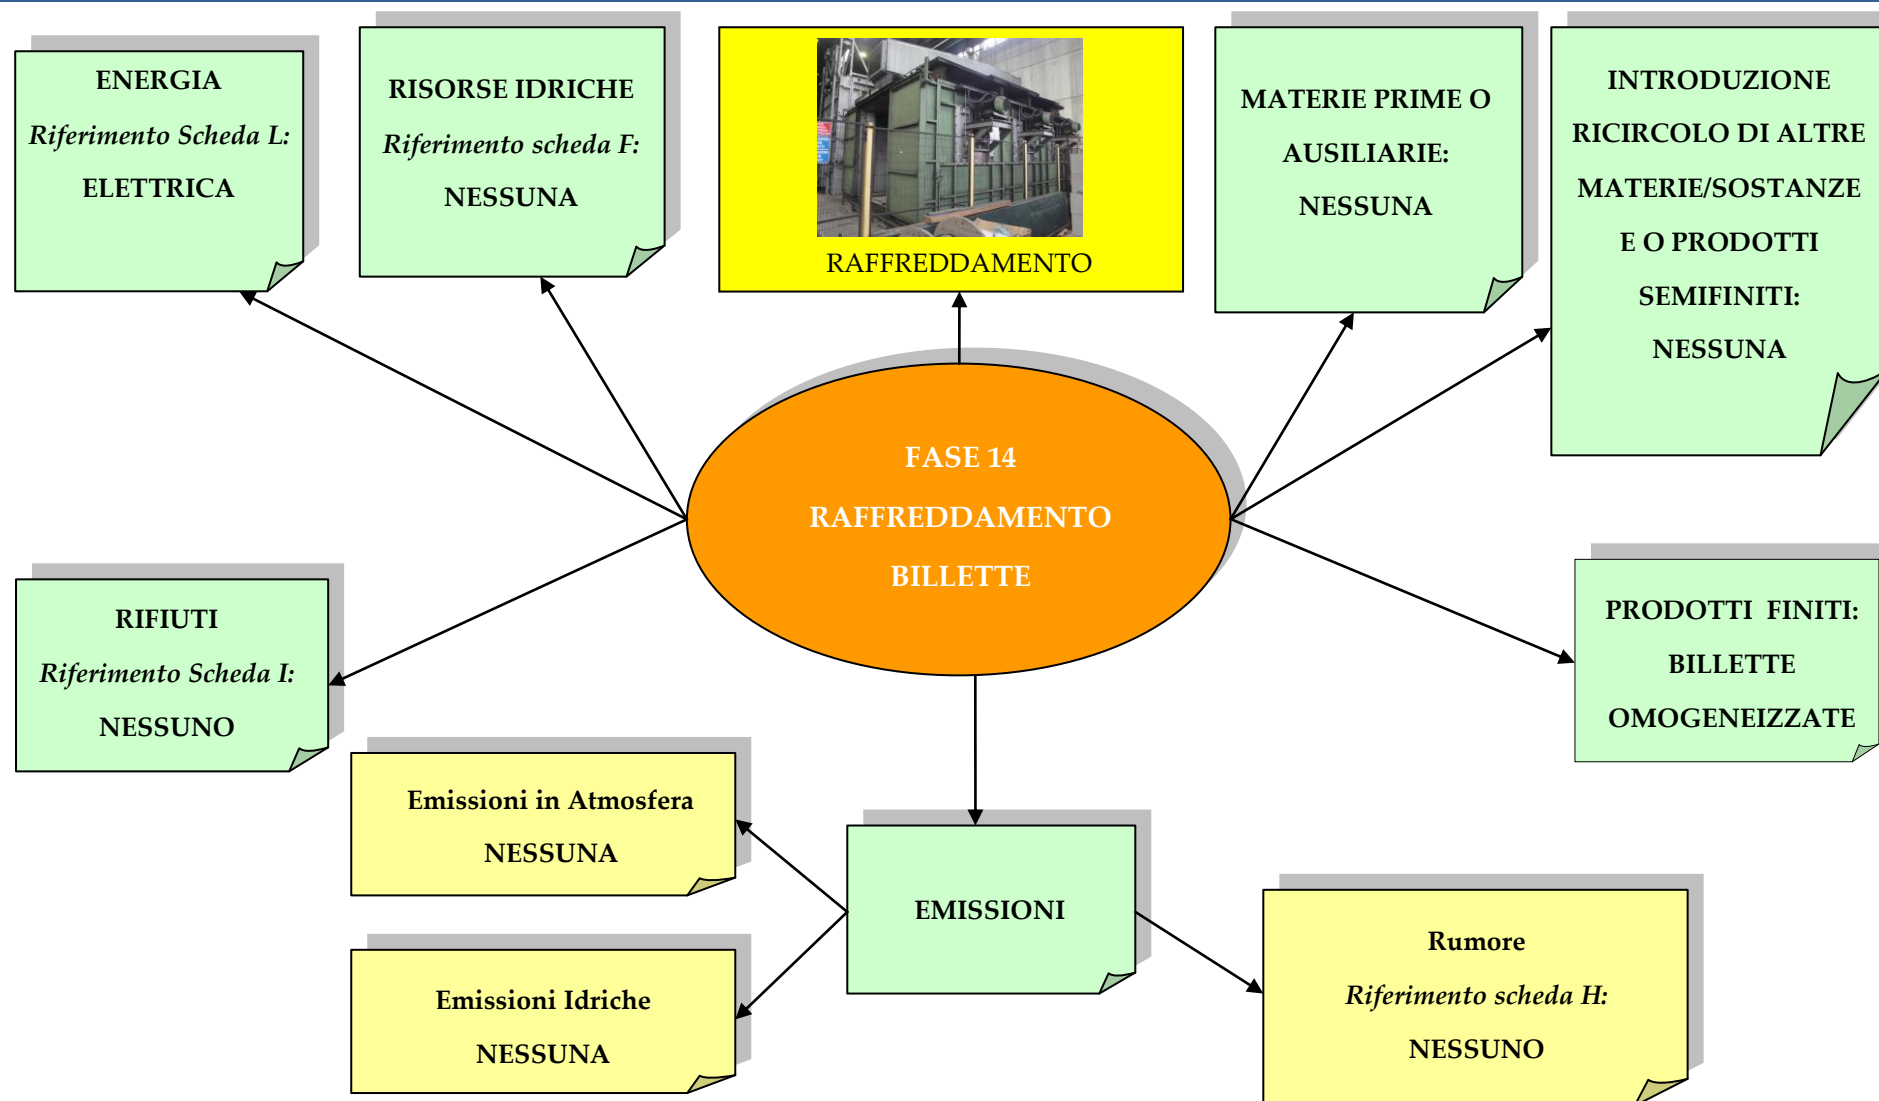 ENERGIA
Riferimento Scheda L:
ELETTRICA
RISORSE IDRICHE
Riferimento scheda F:
NESSUNA
RAFFREDDAMENTO
MATERIE PRIME O
AUSILIARIE:
NESSUNA
INTRODUZIONE
RICIRCOLO DI ALTRE
MATERIE/SOSTANZE
E O PRODOTTI
SEMIFINITI:
NESSUNA
FASE 14
RAFFREDDAMENTO
BILLETTE
RIFIUTI
Riferimento Scheda I:
NESSUNO
PRODOTTI  FINITI:
BILLETTE
OMOGENEIZZATE
Emissioni in Atmosfera
NESSUNA
EMISSIONI
Emissioni Idriche
NESSUNA
Rumore
Riferimento scheda H:
NESSUNO